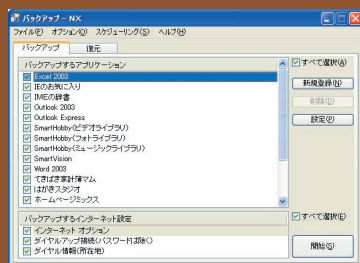 バックアップ - NX
ファイル(F) オプション(O) スケジューリング(S) ヘルプ(H)
バックアップ 復元
バックアップするアプリケーション
すべて選択(A)
Excel 2003
IEのお気に入り
IMEの辞書
Outlook 2003
Outlook Express
SmartHobby(ビデオライブラリ)
SmartHobby(フォトライブラリ)
SmartHobby(ミュージックライブラリ)
SmartVision
Word 2003
てきぱき家計簿マム
はがきスタジオ
ホームページミックス
新規登録(N)
削除(D)
設定(P)
バックアップするインターネット設定
すべて選択(E)
インターネット オプション
ダイヤルアップ接続(パスワードは除く)
ダイヤル情報(所在地)
開始(S)